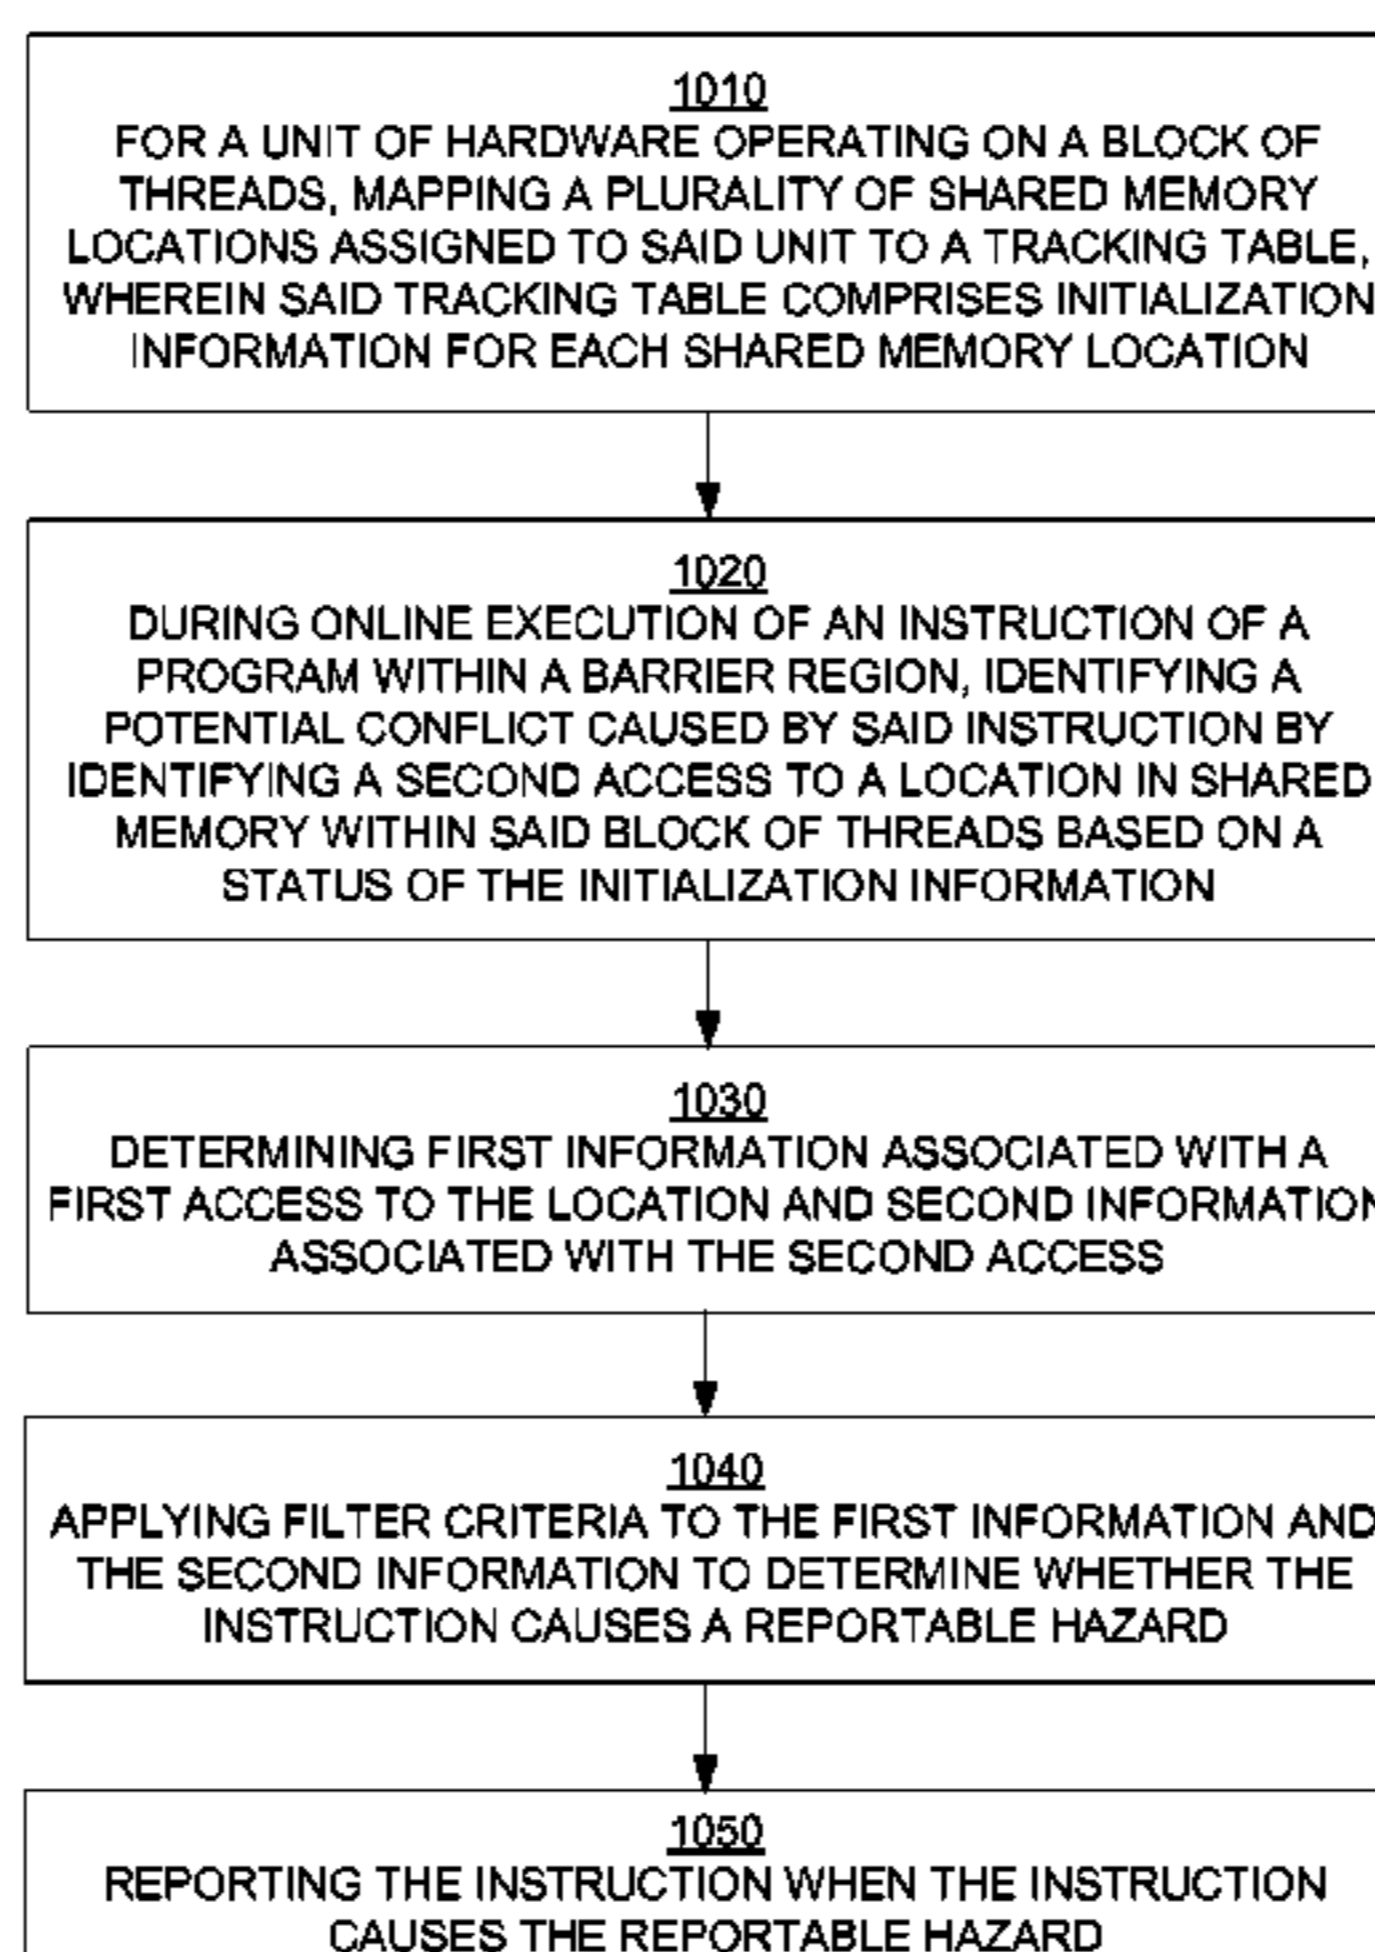 1010
FOR A UNIT OF HARDWARE OPERATING ON A BLOCK OF
THREADS, MAPPING A PLURALITY OF SHARED MEMORY
LOCATIONS ASSIGNED TO SAID UNIT TO A TRACKING TABLE,
WHEREIN SAID TRACKING TABLE COMPRISES INITIALIZATION
INFORMATION FOR EACH SHARED MEMORY LOCATION
1020
DURING ONLINE EXECUTION OF AN INSTRUCTION OF A
PROGRAM WITHIN A BARRIER REGION, IDENTIFYING A
POTENTIAL CONFLICT CAUSED BY SAID INSTRUCTION BY
IDENTIFYING A SECOND ACCESS TO A LOCATION IN SHARED
MEMORY WITHIN SAID BLOCK OF THREADS BASED ON A
STATUS OF THE INITIALIZATION INFORMATION
1030
DETERMINING FIRST INFORMATION ASSOCIATED WITH A
FIRST ACCESS TO THE LOCATION AND SECOND INFORMATION
ASSOCIATED WITH THE SECOND ACCESS
1040
APPLYING FILTER CRITERIA TO THE FIRST INFORMATION AND
THE SECOND INFORMATION TO DETERMINE WHETHER THE
INSTRUCTION CAUSES A REPORTABLE HAZARD
1050
REPORTING THE INSTRUCTION WHEN THE INSTRUCTION
CAUSES THE REPORTABLE HAZARD